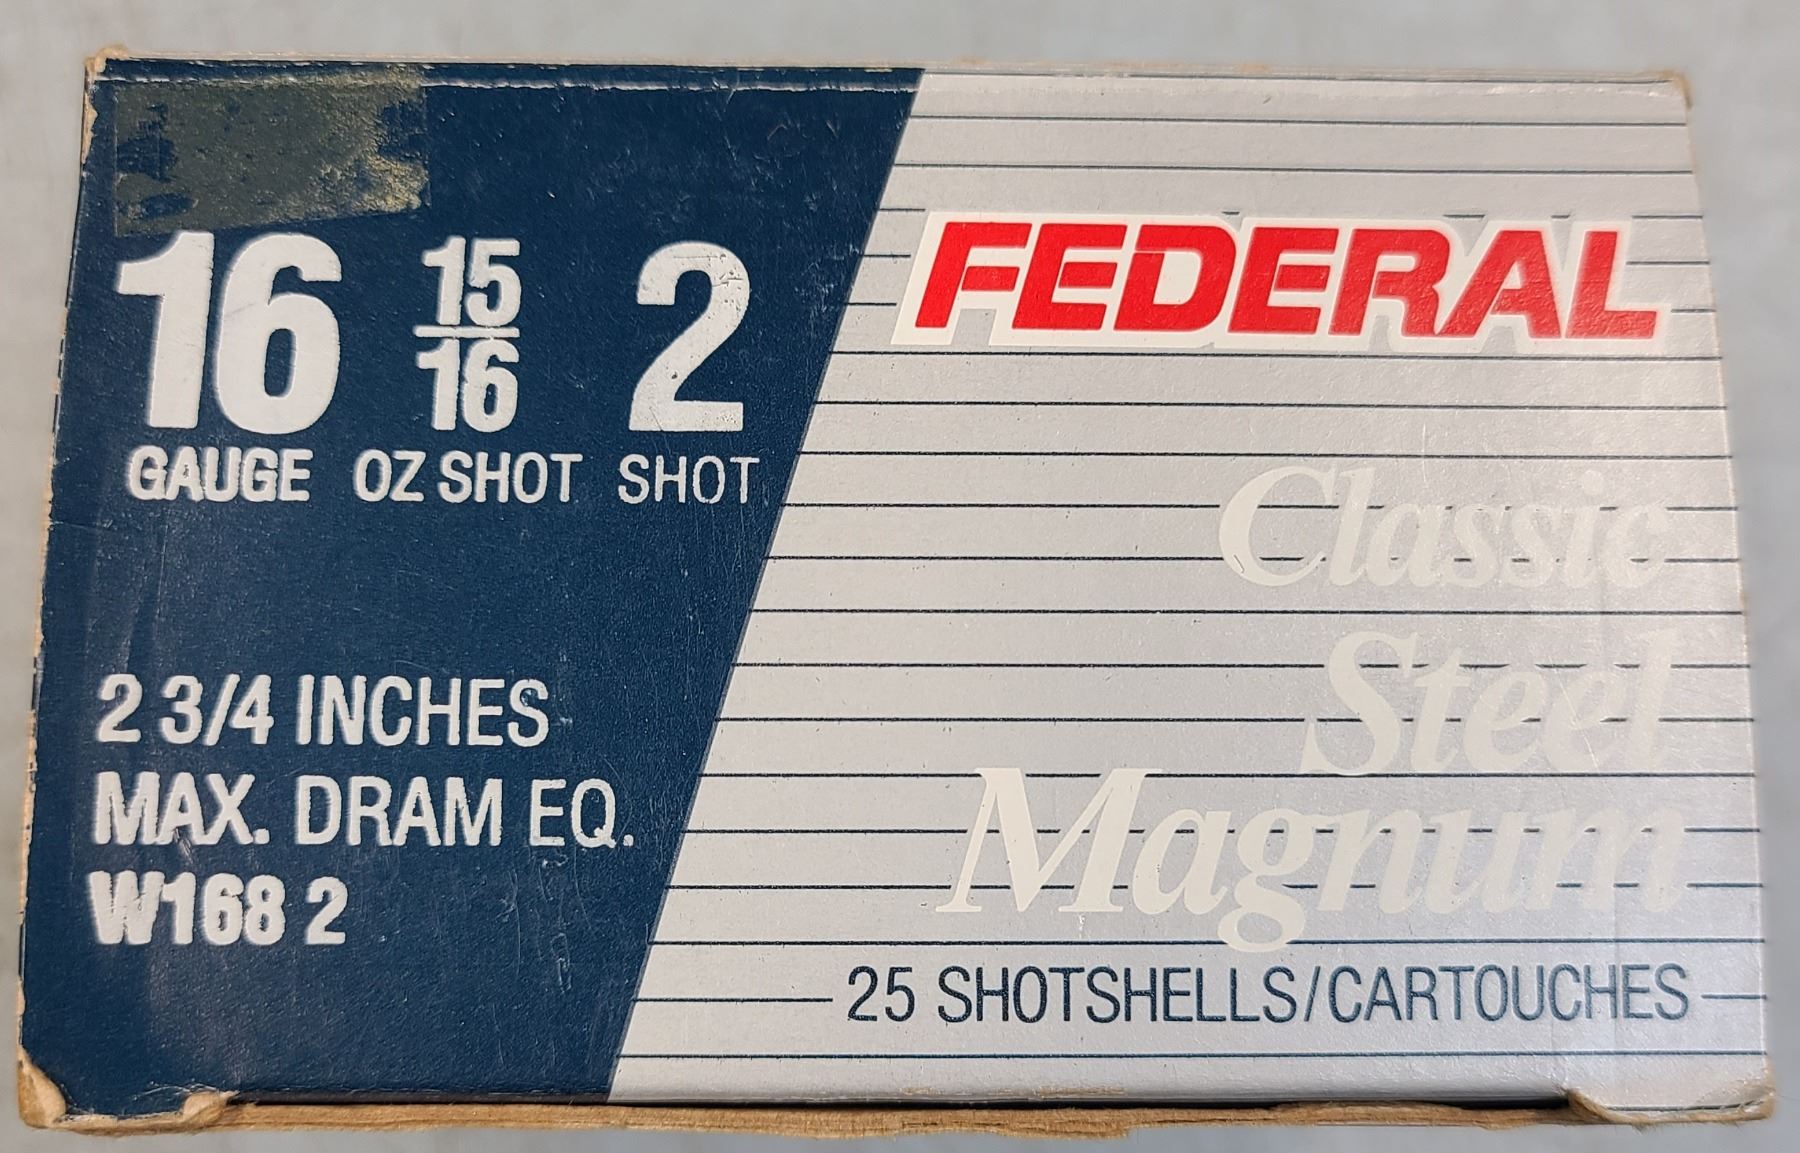 16 15/16 2
GAUGE OZ SHOT SHOT
2 3/4 INCHES
MAX. DRAM EQ.
W168 2
FEDERAL
Classic
Steel
Magnum
25 SHOTSHELLS/CARTOUCHES